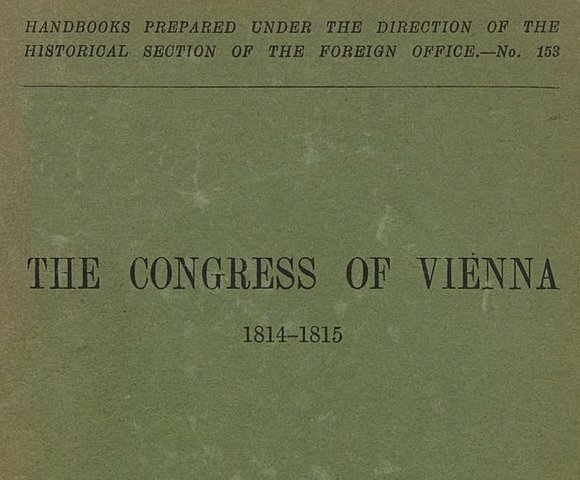 HANDBOOKS PREPARED UNDER THE DIRECTION OF THE
HISTORICAL SECTION OF THE FOREIGN OFFICE.—No. 153
THE CONGRESS OF VIENNA
1814–1815